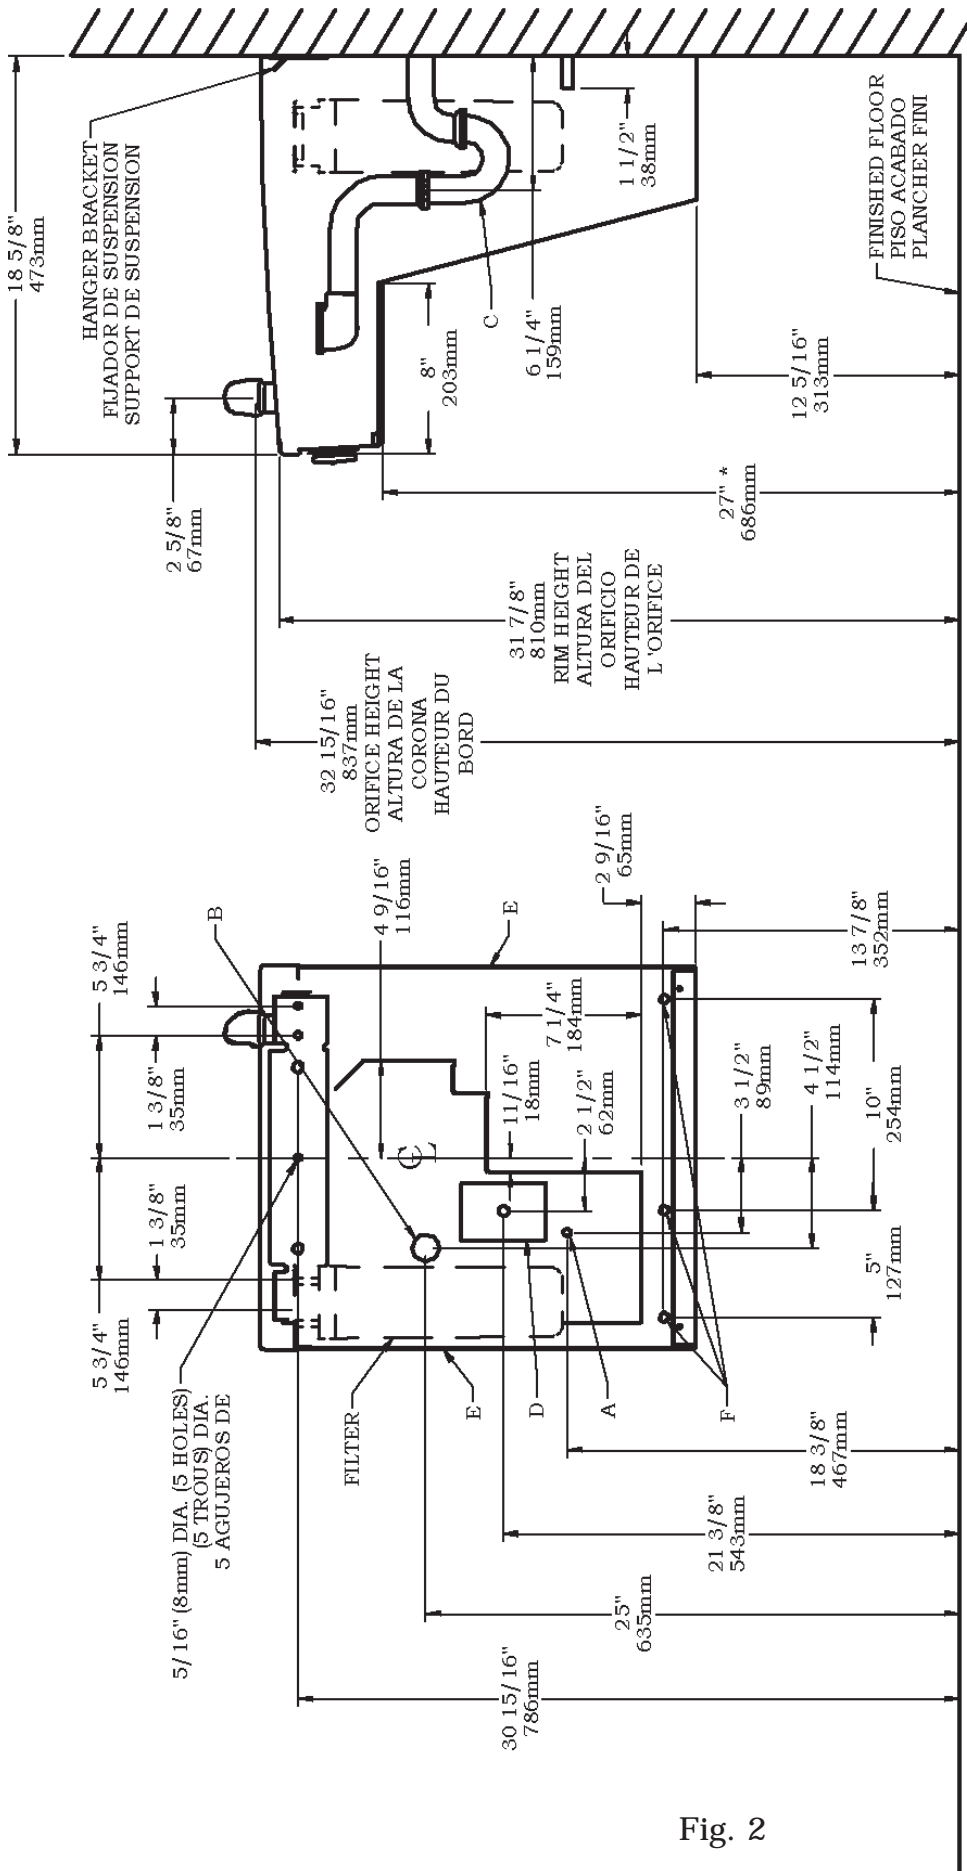 18 5/8"
473mm
HANGER BRACKET
FIJADOR DE SUSPENSION
SUPPORT DE SUSPENSION
2 5/8"
67mm
1 1/2"
38mm
C
8"
203mm
6 1/4"
159mm
FINISHED FLOOR
PISO ACABADO
PLANCHER FINI
12 5/16"
313mm
27" *
686mm
31 7/8"
810mm
RIM HEIGHT
ALTURA DEL
ORIFICIO
HAUTEUR DE
L 'ORIFICE
32 15/16"
837mm
ORIFICE HEIGHT
ALTURA DE LA
CORONA
HAUTEUR DU
BORD
5 3/4"
146mm
1 3/8"
35mm
B
4 9/16"
116mm
E
2 9/16"
65mm
5 3/4"
146mm
1 3/8"
35mm
CL
11/16"
18mm
7 1/4"
184mm
2 1/2"
62mm
3 1/2"
89mm
4 1/2"
114mm
13 7/8"
352mm
10"
254mm
5"
127mm
5/16" (8mm) DIA. (5 HOLES)
(5 TROUS) DIA.
5 AGUJEROS DE
FILTER
E
D
A
F
18 3/8"
467mm
21 3/8"
543mm
25"
635mm
30 15/16"
786mm
Fig. 2